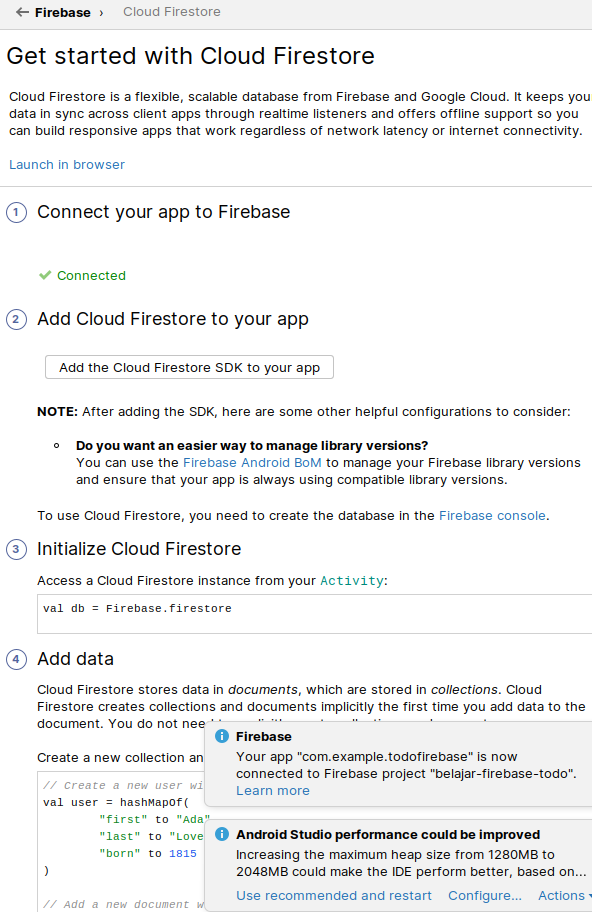 ← Firebase › Cloud Firestore
Get started with Cloud Firestore
Cloud Firestore is a flexible, scalable database from Firebase and Google Cloud. It keeps you
data in sync across client apps through realtime listeners and offers offline support so you
can build responsive apps that work regardless of network latency or internet connectivity.
Launch in browser
1 Connect your app to Firebase
Connected
2 Add Cloud Firestore to your app
Add the Cloud Firestore SDK to your app
NOTE: After adding the SDK, here are some other helpful configurations to consider:
Do you want an easier way to manage library versions?
You can use the Firebase Android BoM to manage your Firebase library versions
and ensure that your app is always using compatible library versions.
To use Cloud Firestore, you need to create the database in the Firebase console.
3 Initialize Cloud Firestore
Access a Cloud Firestore instance from your Activity:
val db = Firebase.firestore
4 Add data
Cloud Firestore stores data in documents, which are stored in collections. Cloud
Firestore creates collections and documents implicitly the first time you add data to the
document. You do not need
Create a new collection an
// Create a new user wi
val user = hashMapOf(
"first" to "Ada"
"last" to "Love
"born" to 1815
)
// Add a new document w
Firebase
Your app "com.example.todofirebase" is now
connected to Firebase project "belajar-firebase-todo".
Learn more
Android Studio performance could be improved
Increasing the maximum heap size from 1280MB to
2048MB could make the IDE perform better, based on...
Use recommended and restart Configure... Actions